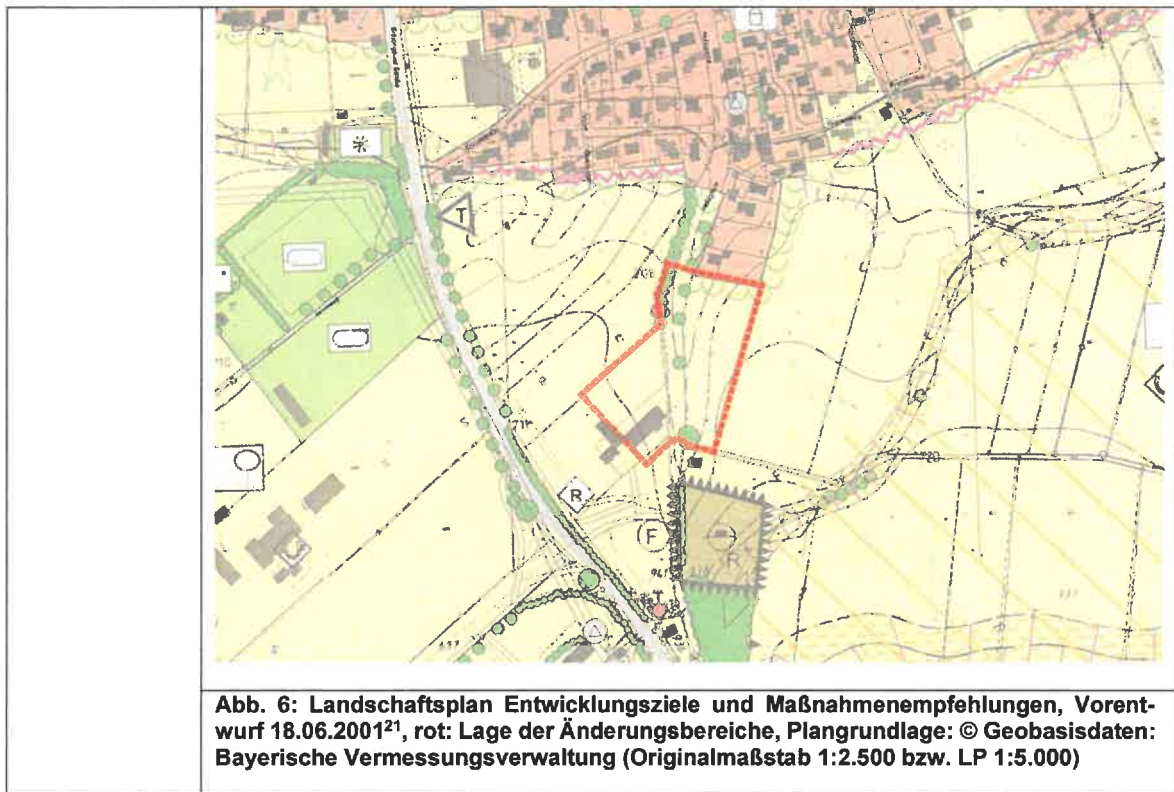 T
R
F
R
T
Abb. 6: Landschaftsplan Entwicklungsziele und Maßnahmenempfehlungen, Vorent-
wurf 18.06.2001²¹, rot: Lage der Änderungsbereiche, Plangrundlage: © Geobasisdaten:
Bayerische Vermessungsverwaltung (Originalmaßstab 1:2.500 bzw. LP 1:5.000)